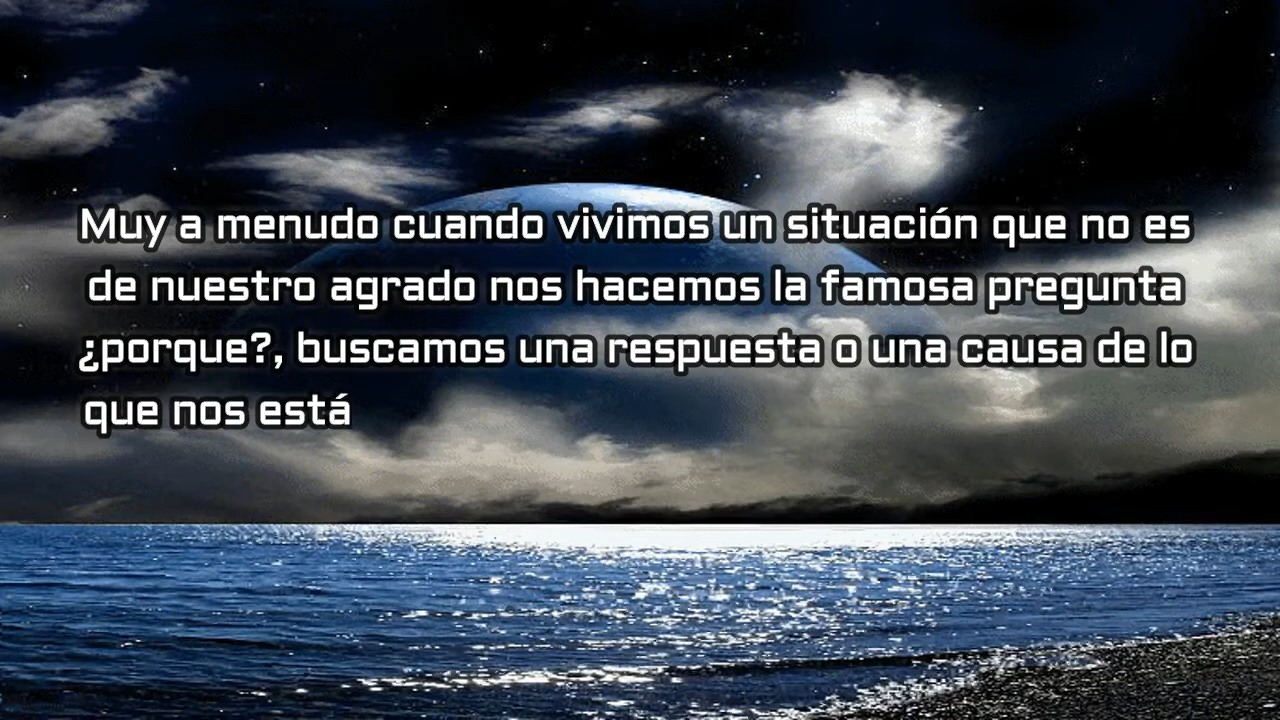 Muy a menudo cuando vivimos un situación que no es
de nuestro agrado nos hacemos la famosa pregunta
¿porque?, buscamos una respuesta o una causa de lo
que nos está